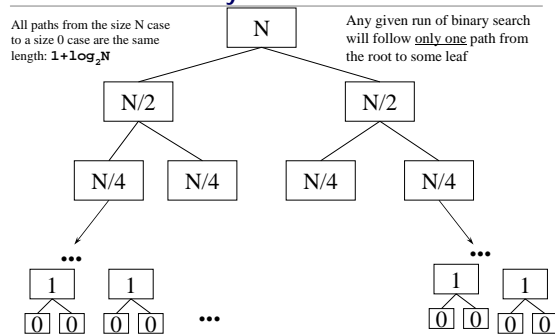 All paths from the size N case
to a size 0 case are the same
length: 1+log₂N
Any given run of binary search
will follow only one path from
the root to some leaf
N
N/2 N/2
N/4 N/4 N/4 N/4
... ...
1 1 1 1
0 0 0 0 ... 0 0 0 0